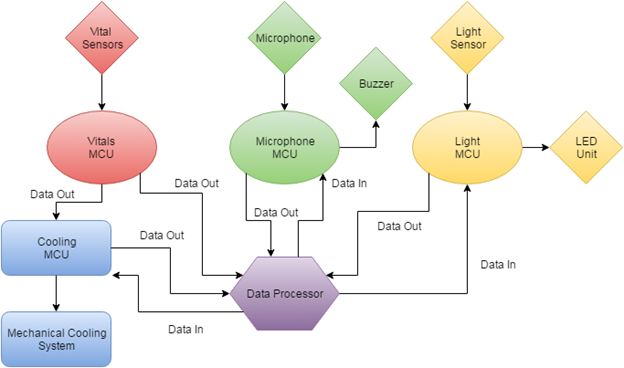 Vital
Sensors
Microphone
Light
Sensor
Buzzer
Vitals
MCU
Microphone
MCU
Light
MCU
LED
Unit
Data Out
Data Out
Data In
Data Out
Data Out
Data Out
Cooling
MCU
Data In
Data Processor
Data In
Mechanical Cooling
System